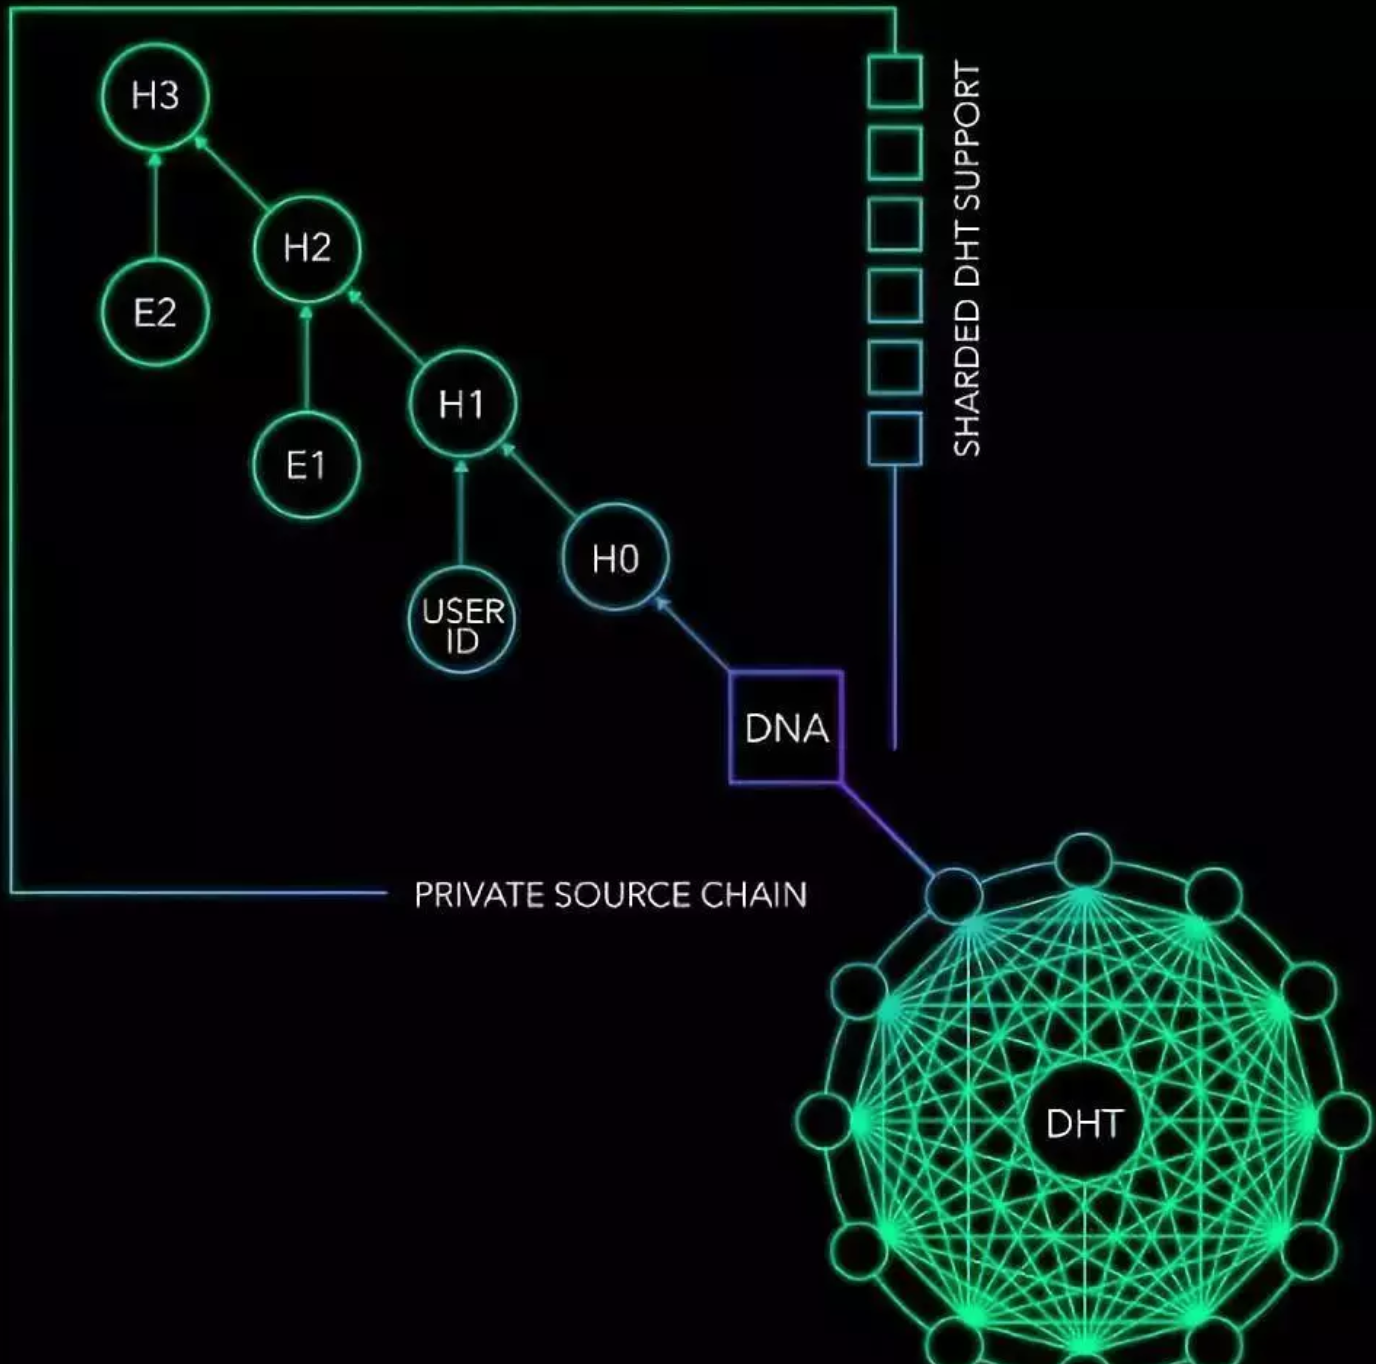 H3
H2
E2
H1
E1
H0
USER
ID
DNA
SHARDED DHT SUPPORT
PRIVATE SOURCE CHAIN
DHT